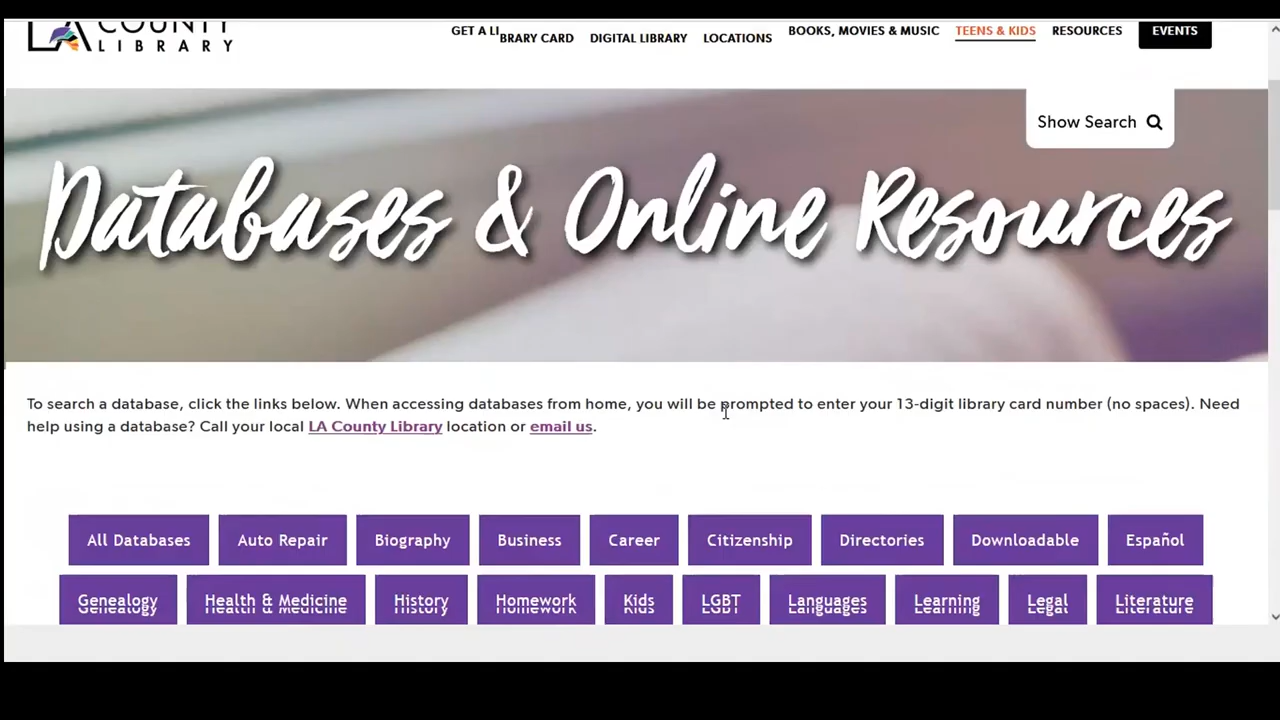 LA COUNTY
LIBRARY
GET A LIBRARY CARD DIGITAL LIBRARY LOCATIONS BOOKS, MOVIES & MUSIC TEENS & KIDS RESOURCES EVENTS
Show Search
Databases & Online Resources
To search a database, click the links below. When accessing databases from home, you will be prompted to enter your 13-digit library card number (no spaces). Need
help using a database? Call your local LA County Library location or email us.
All Databases Auto Repair Biography Business Career Citizenship Directories Downloadable Español
Genealogy Health & Medicine History Homework Kids LGBT Languages Learning Legal Literature